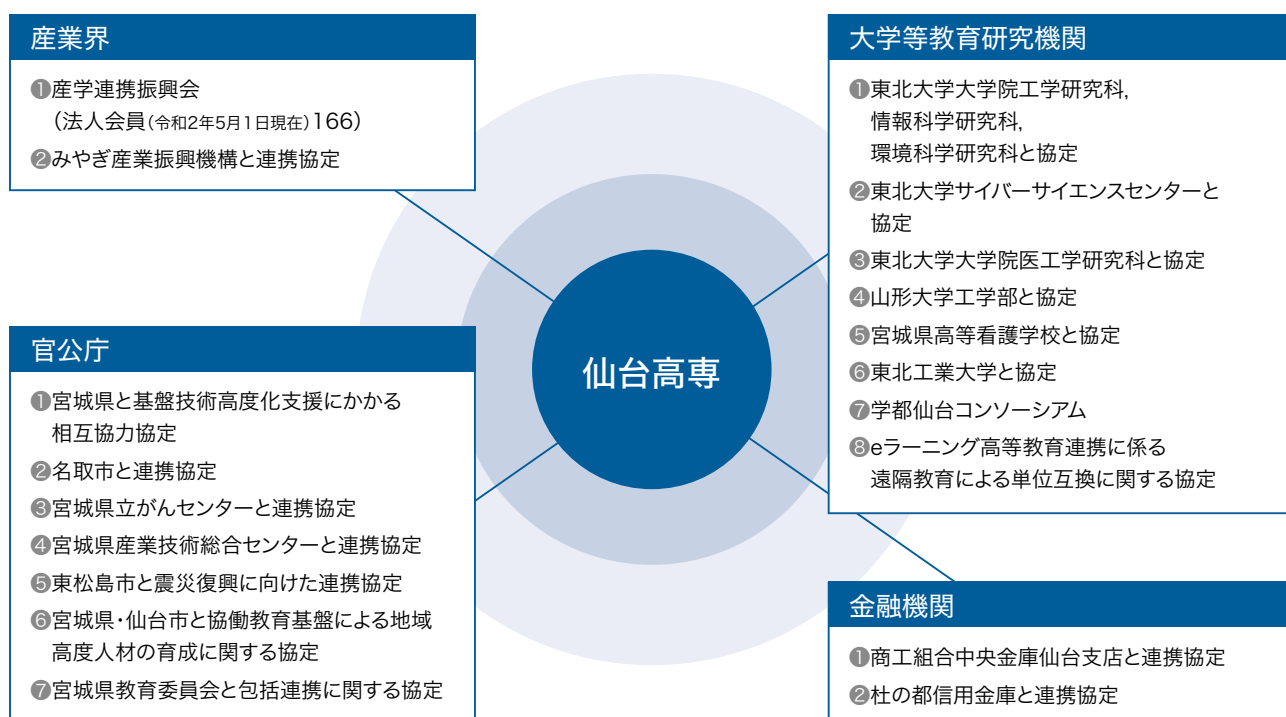 産業界
❶産学連携振興会
(法人会員(令和2年5月1日現在)166)
❷みやぎ産業振興機構と連携協定
官公庁
❶宮城県と基盤技術高度化支援にかかる
相互協力協定
❷名取市と連携協定
❸宮城県立がんセンターと連携協定
❹宮城県産業技術総合センターと連携協定
❺東松島市と震災復興に向けた連携協定
❻宮城県・仙台市と協働教育基盤による地域
高度人材の育成に関する協定
❼宮城県教育委員会と包括連携に関する協定
仙台高専
大学等教育研究機関
❶東北大学大学院工学研究科,
情報科学研究科,
環境科学研究科と協定
❷東北大学サイバーサイエンスセンターと
協定
❸東北大学大学院医工学研究科と協定
❹山形大学工学部と協定
❺宮城県高等看護学校と協定
❻東北工業大学と協定
❼学都仙台コンソーシアム
❽eラーニング高等教育連携に係る
遠隔教育による単位互換に関する協定
金融機関
❶商工組合中央金庫仙台支店と連携協定
❷杜の都信用金庫と連携協定